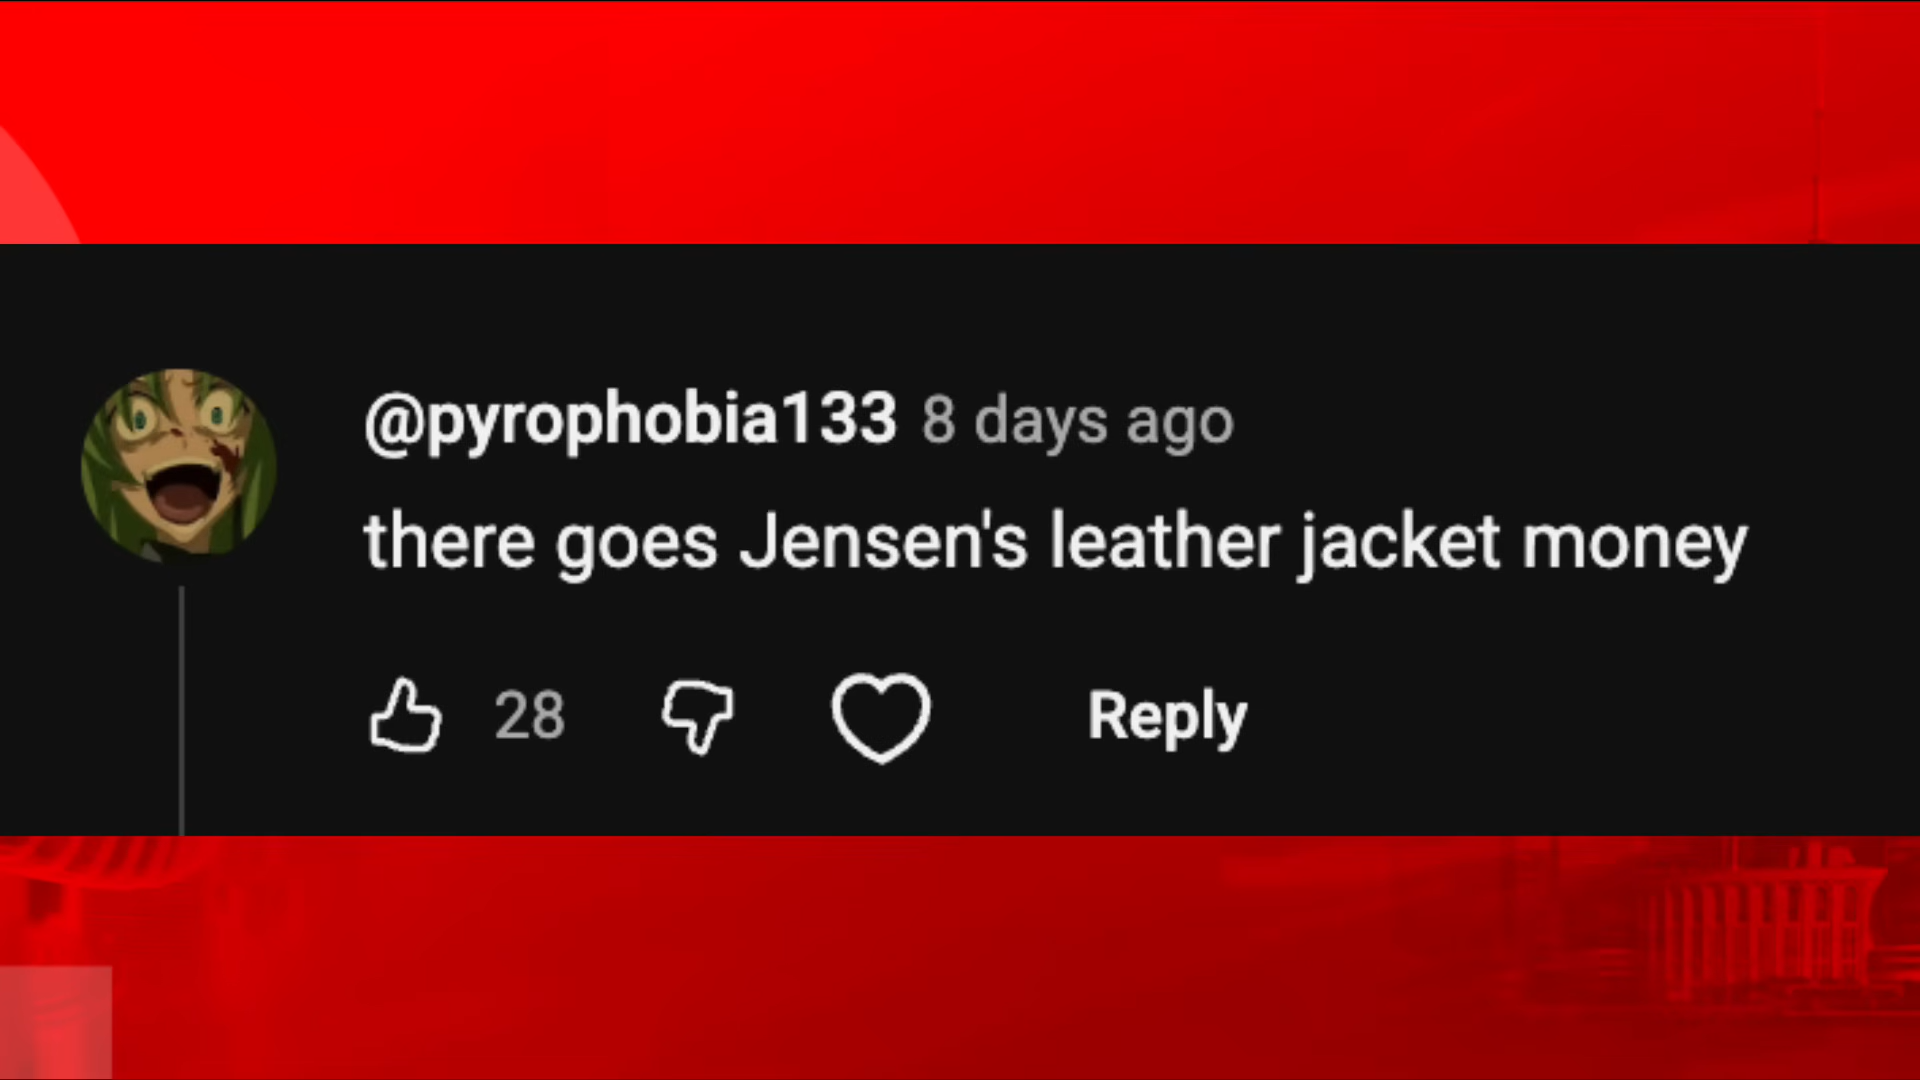 @pyrophobia133 8 days ago
there goes Jensen's leather jacket money
28 Reply